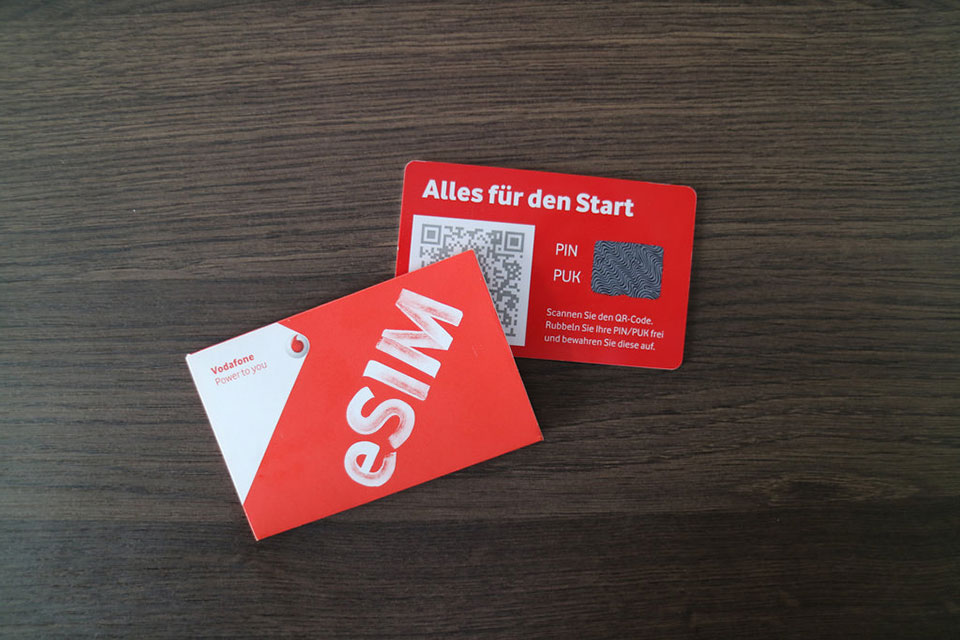 Alles für den Start
PIN
PUK
Scannen Sie den QR-Code.
Rubbeln Sie Ihre PIN/PUK frei
und bewahren Sie diese auf.
Vodafone
Power to you
eSIM